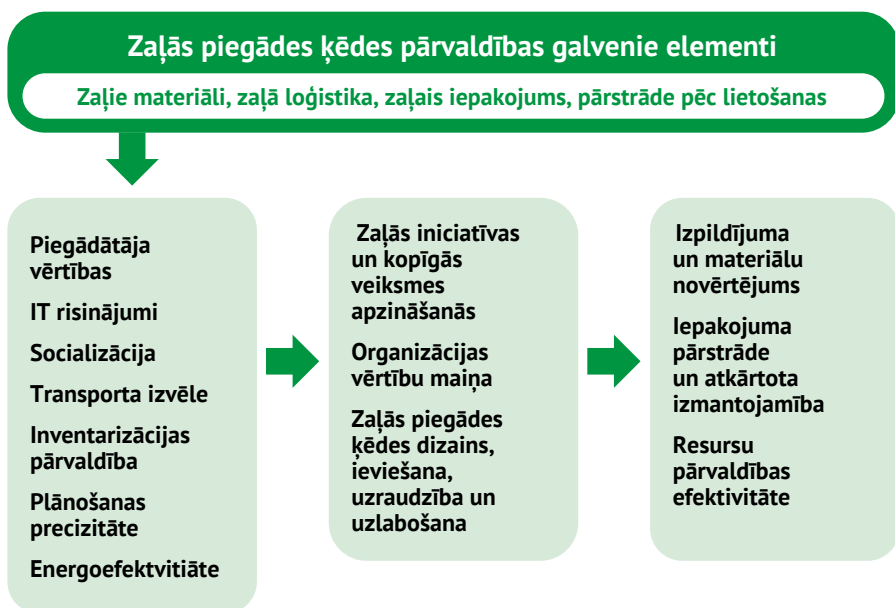 Zaļās piegādes ķēdes pārvaldības galvenie elementi
Zaļie materiāli, zaļā loģistika, zaļais iepakojums, pārstrāde pēc lietošanas
Piegādātāja
vērtības
IT risinājumi
Socializācija
Transporta izvēle
Inventarizācijas
pārvaldība
Plānošanas
precizitāte
Energoefektvitiāte
Zaļās iniciatīvas
un kopīgās
veiksmes
apzināšanās
Organizācijas
vērtību maiņa
Zaļās piegādes
ķēdes dizains,
ieviešana,
uzraudzība un
uzlabošana
Izpildījuma
un materiālu
novērtējums
Iepakojuma
pārstrāde
un atkārtota
izmantojamība
Resursu
pārvaldības
efektivitāte